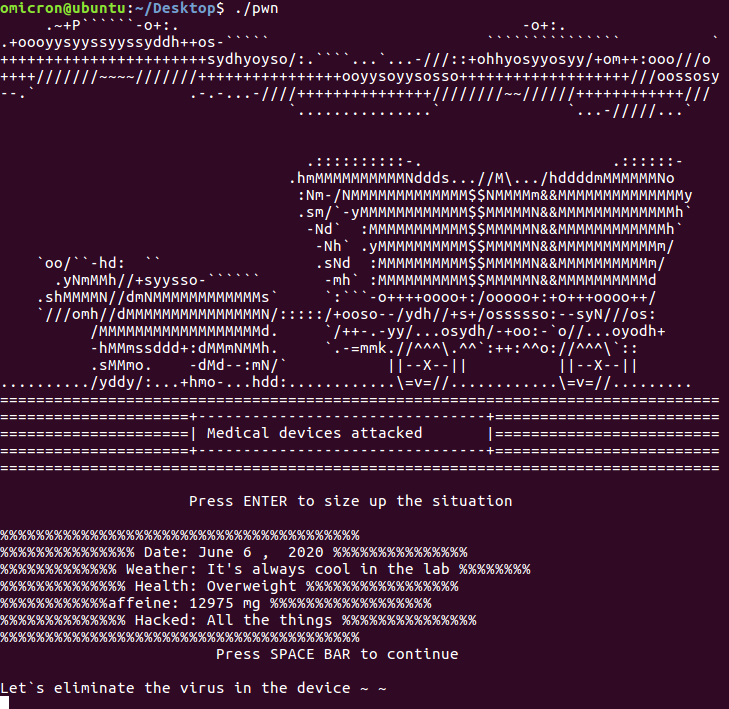 omicron@ubuntu:~/Desktop$ ./pwn
| Medical devices attacked |
Press ENTER to size up the situation
%%%%%%%%%%%%%%%%%%%%%%%%%%%%%%%%%%%%%%%%
%%%%%%%%%%%%%%% Date: June 6 ,  2020 %%%%%%%%%%%%%%%
%%%%%%%%%%%%% Weather: It's always cool in the lab %%%%%%%%
%%%%%%%%%%%%%% Health: Overweight %%%%%%%%%%%%%%%%%
%%%%%%%%%%%%affeine: 12975 mg %%%%%%%%%%%%%%%%%%
%%%%%%%%%%%%%% Hacked: All the things %%%%%%%%%%%%%%%
%%%%%%%%%%%%%%%%%%%%%%%%%%%%%%%%%%%%%%%%
Press SPACE BAR to continue
Let`s eliminate the virus in the device ~ ~